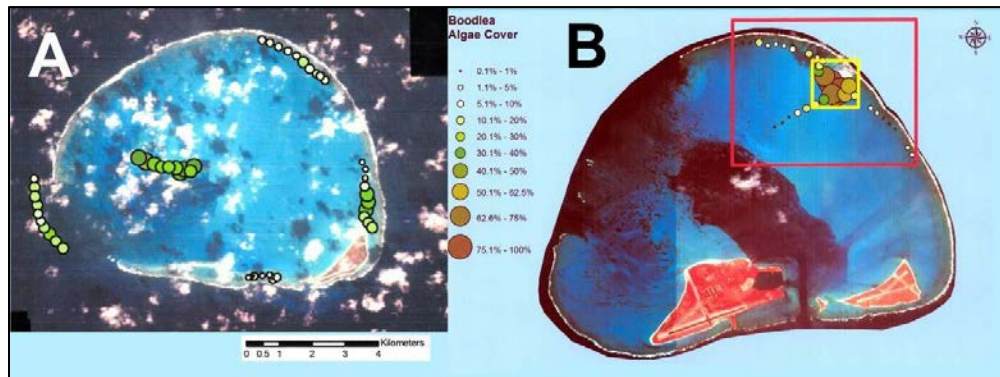 A
B
Boodlea
Algae Cover
0.1% - 1%
1.1% - 5%
5.1% - 10%
10.1% - 20%
20.1% - 30%
30.1% - 40%
40.1% - 50%
50.1% - 62.5%
62.6% - 75%
75.1% - 100%
Kilometers
0 0.5 1 2 3 4